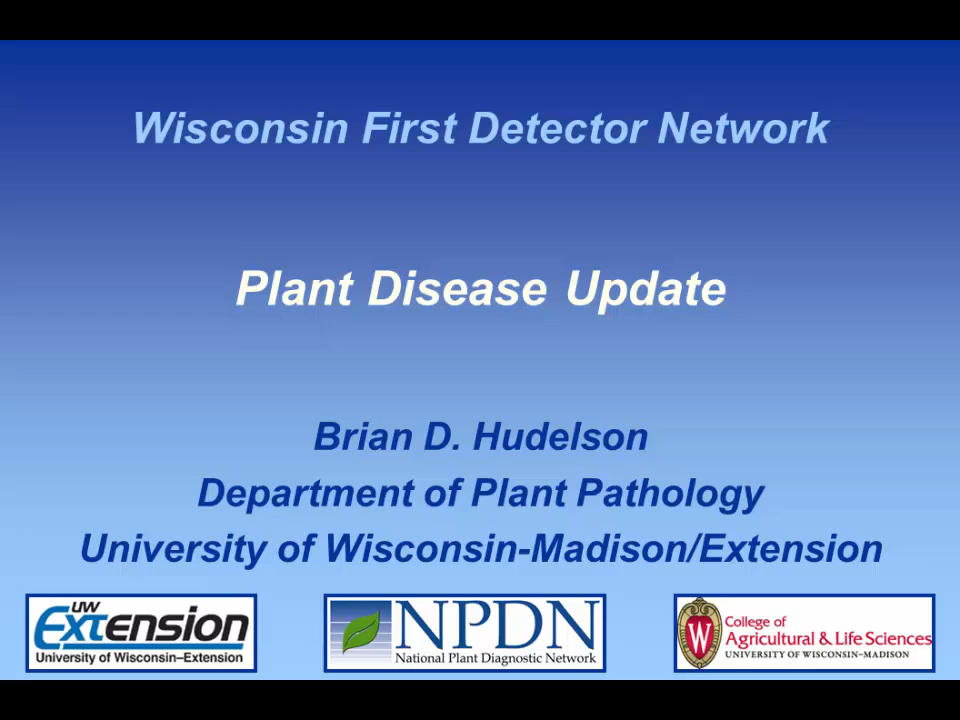 Wisconsin First Detector Network
Plant Disease Update
Brian D. Hudelson
Department of Plant Pathology
University of Wisconsin-Madison/Extension
UW
Extension
University of Wisconsin–Extension
NPDN
National Plant Diagnostic Network
W
College of
Agricultural & Life Sciences
UNIVERSITY OF WISCONSIN–MADISON